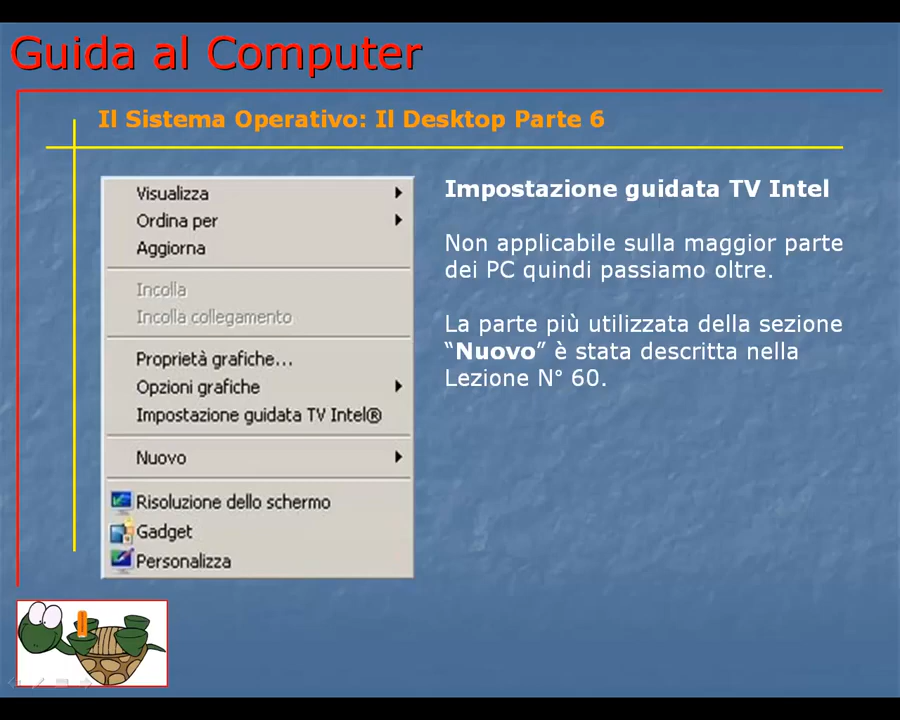 Guida al Computer
Il Sistema Operativo: Il Desktop Parte 6
Visualizza
Ordina per
Aggiorna
Incolla
Incolla collegamento
Proprietà grafiche...
Opzioni grafiche
Impostazione guidata TV Intel®
Nuovo
Risoluzione dello schermo
Gadget
Personalizza
Impostazione guidata TV Intel
Non applicabile sulla maggior parte
dei PC quindi passiamo oltre.
La parte più utilizzata della sezione
“Nuovo” è stata descritta nella
Lezione N° 60.